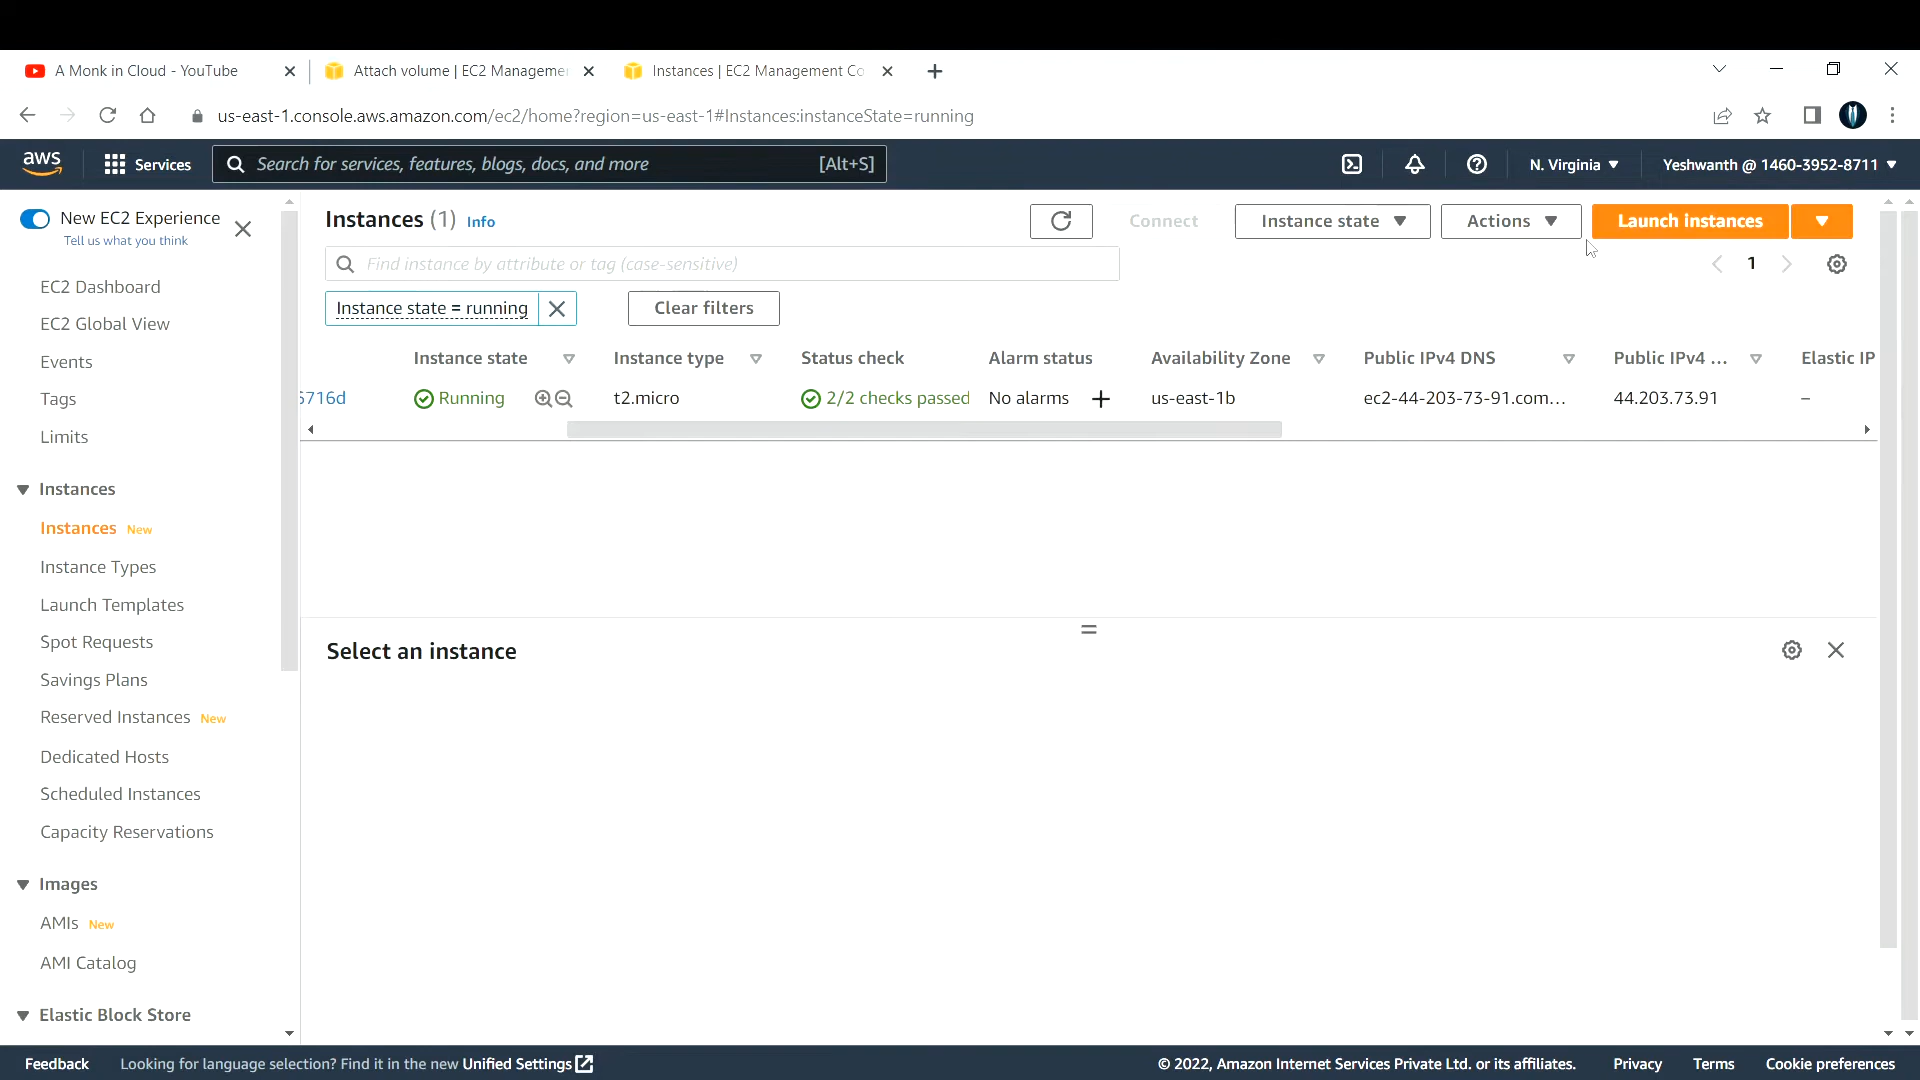 A Monk in Cloud - YouTube
Attach volume | EC2 Manageme
Instances | EC2 Management Co
us-east-1.console.aws.amazon.com/ec2/home?region=us-east-1#Instances:instanceState=running
aws
Services
Search for services, features, blogs, docs, and more
[Alt+S]
N. Virginia
Yeshwanth @ 1460-3952-8711
New EC2 Experience
Tell us what you think
EC2 Dashboard
EC2 Global View
Events
Tags
Limits
Instances
Instances New
Instance Types
Launch Templates
Spot Requests
Savings Plans
Reserved Instances New
Dedicated Hosts
Scheduled Instances
Capacity Reservations
Images
AMIs New
AMI Catalog
Elastic Block Store
Instances (1) Info
Connect
Instance state
Actions
Launch instances
Find instance by attribute or tag (case-sensitive)
1
Instance state = running
Clear filters
Instance state Instance type Status check Alarm status Availability Zone Public IPv4 DNS Public IPv4 ... Elastic IP
5716d Running t2.micro 2/2 checks passed No alarms + us-east-1b ec2-44-203-73-91.com... 44.203.73.91 –
Select an instance
Feedback
Looking for language selection? Find it in the new Unified Settings
© 2022, Amazon Internet Services Private Ltd. or its affiliates.
Privacy
Terms
Cookie preferences